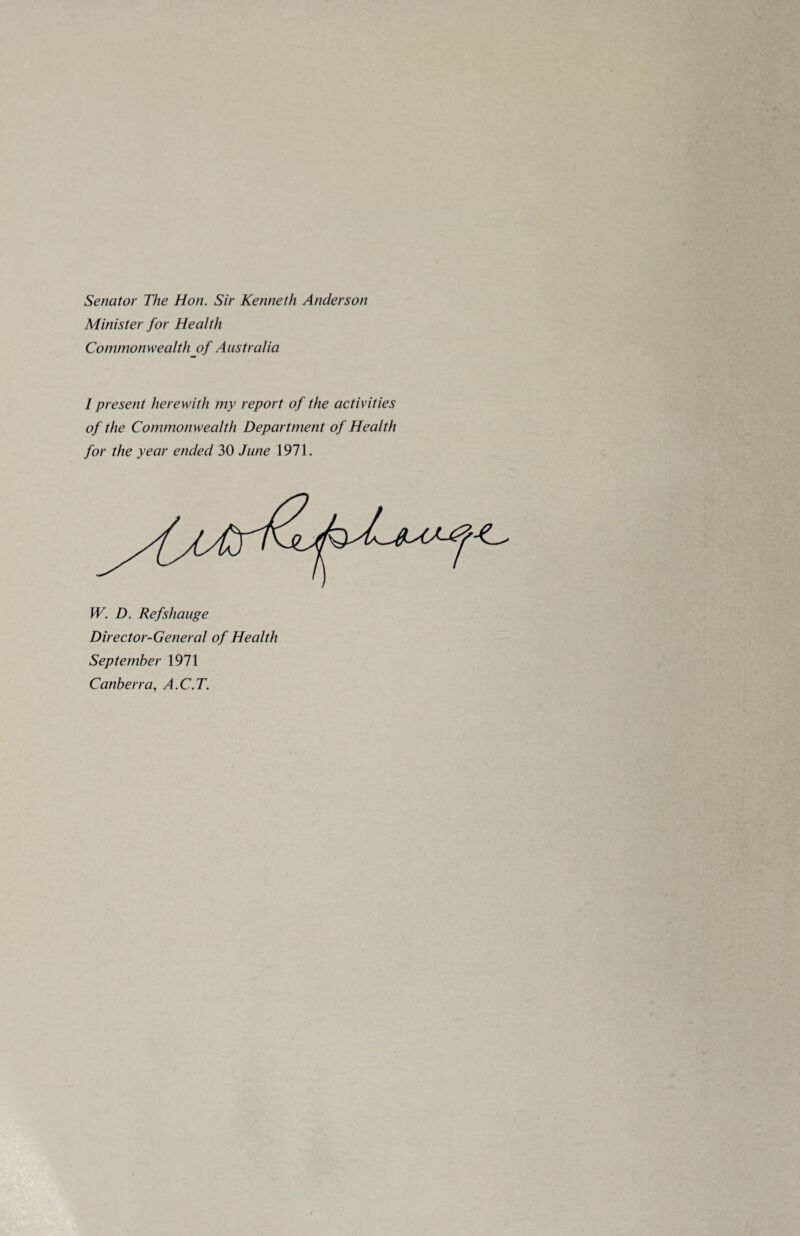 Senator The Hon. Sir Kenneth Anderson
Minister for Health
Commonwealth of Australia
I present herewith my report of the activities
of the Commonwealth Department of Health
for the year ended 30 June 1971.
WD Refshauge
W. D. Refshauge
Director-General of Health
September 1971
Canberra, A.C.T.